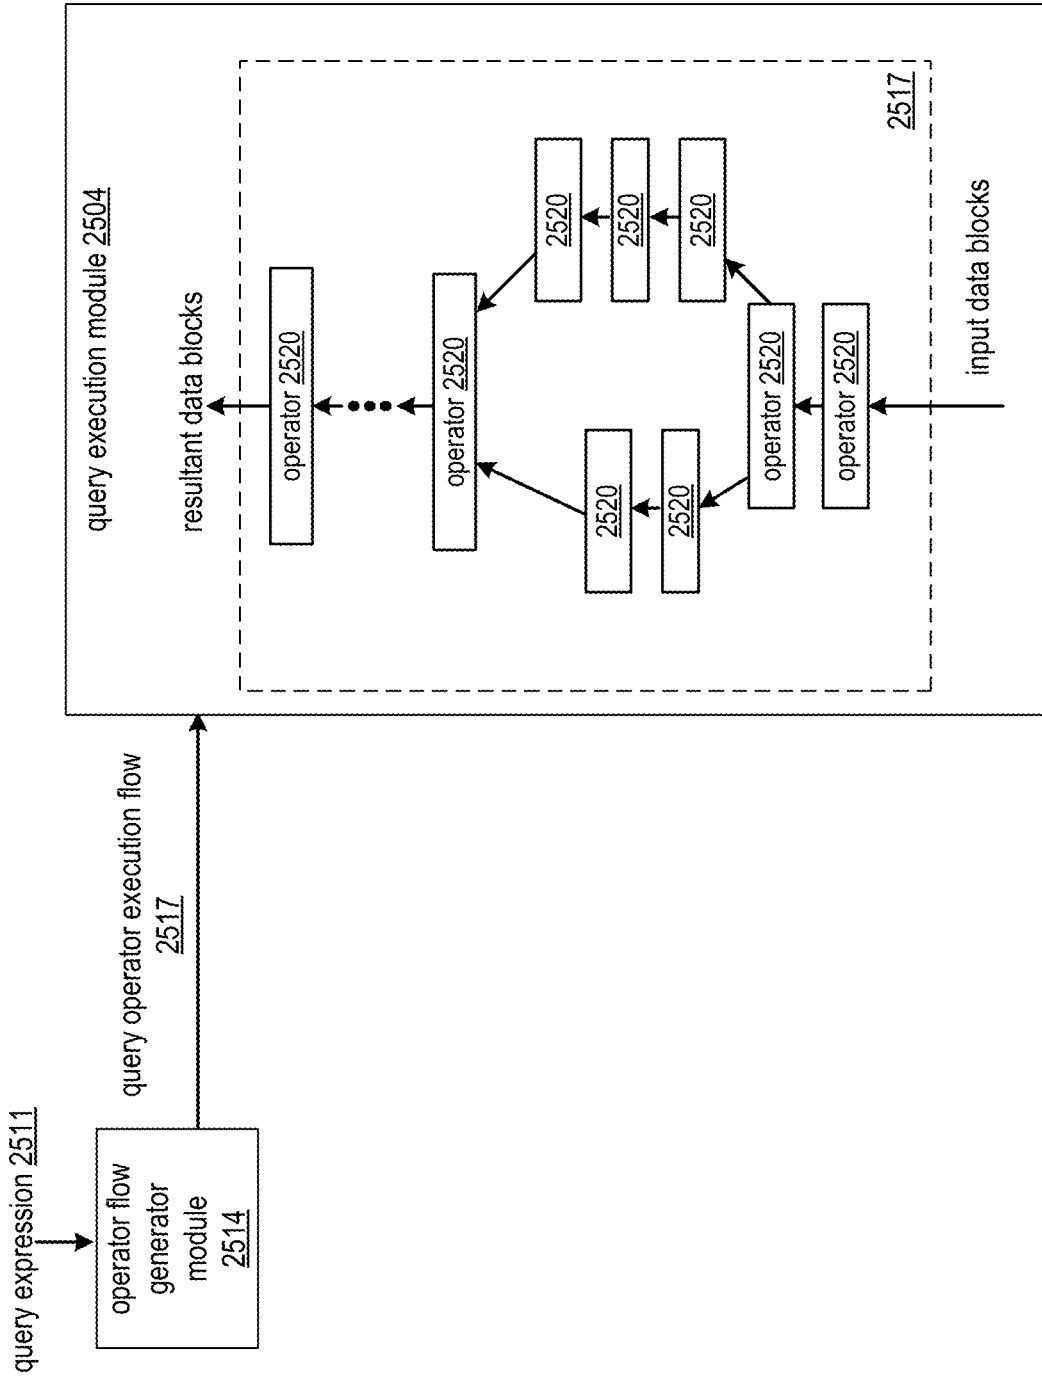 query expression 2511
operator flow
generator
module
2514
query operator execution flow
2517
query execution module 2504
resultant data blocks
operator 2520
operator 2520
2520
2520
2520
2520
2520
operator 2520
operator 2520
2517
input data blocks